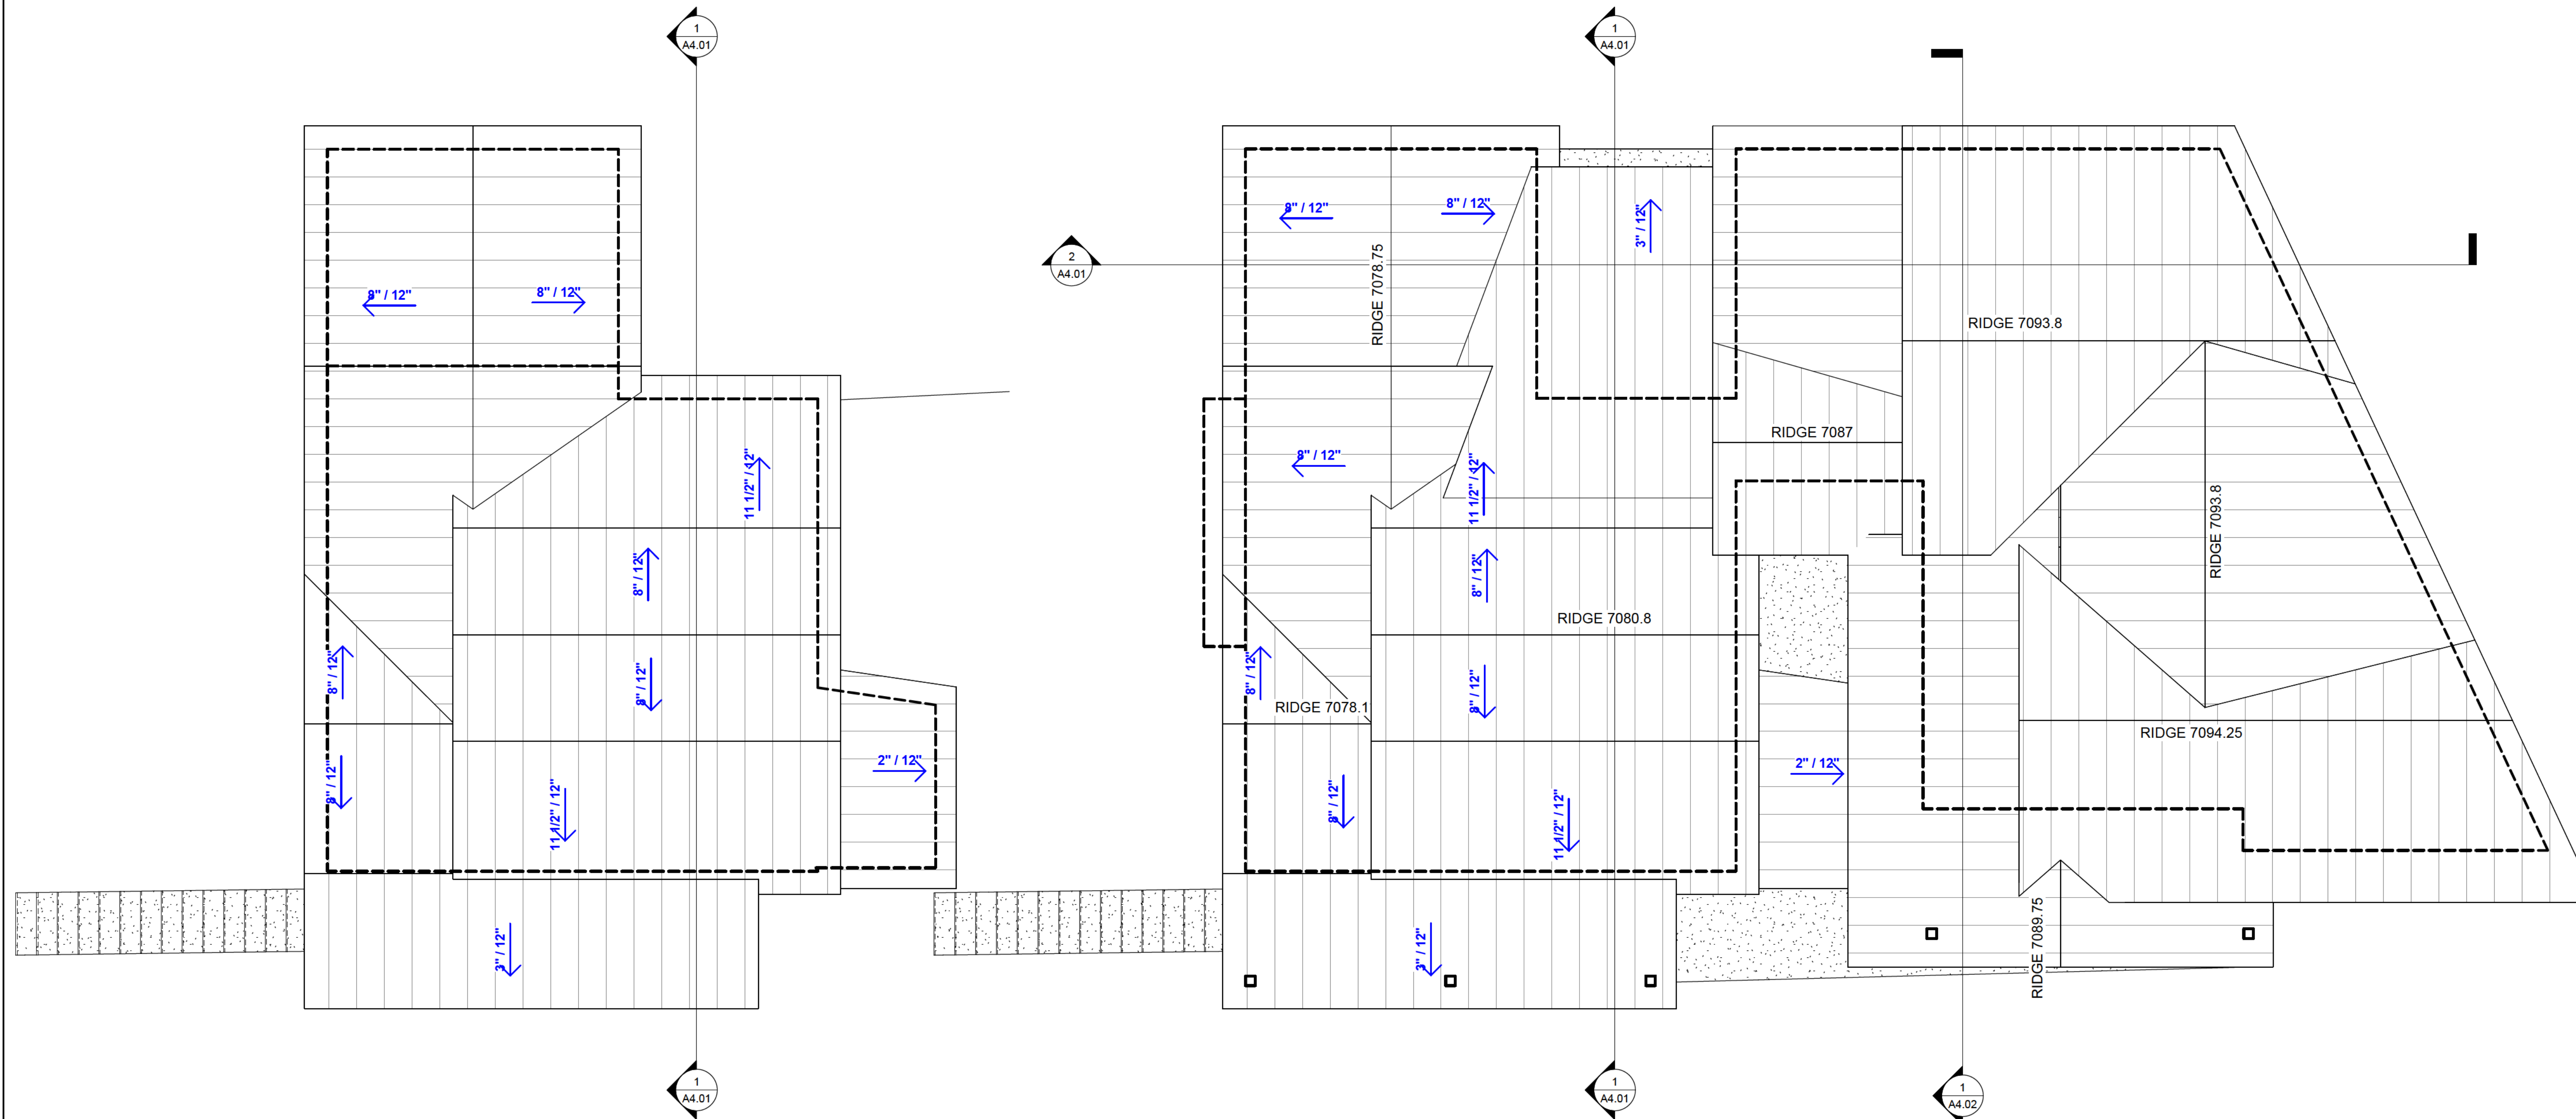 1
A4.01
1
A4.01
8" / 12"
8" / 12"
11 1/2" / 12"
8" / 12"
8" / 12"
8" / 12"
8" / 12"
11 1/2" / 12"
2" / 12"
3" / 12"
1
A4.01
2
A4.01
8" / 12"
8" / 12"
3" / 12"
RIDGE 7078.75
RIDGE 7093.8
RIDGE 7087
8" / 12"
11 1/2" / 12"
8" / 12"
RIDGE 7093.8
RIDGE 7080.8
8" / 12"
RIDGE 7078.1
8" / 12"
RIDGE 7094.25
2" / 12"
8" / 12"
11 1/2" / 12"
3" / 12"
RIDGE 7089.75
1
A4.01
1
A4.02